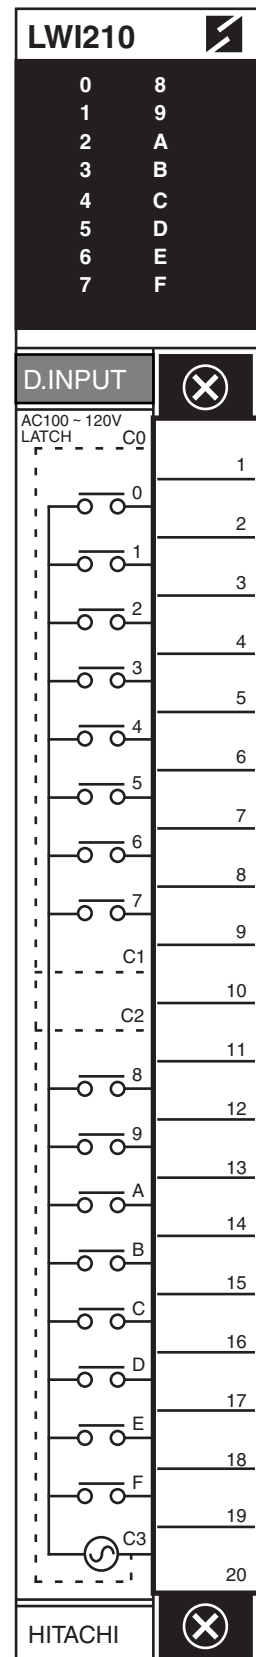 LWI210
0 8
1 9
2 A
3 B
4 C
5 D
6 E
7 F
D.INPUT
AC100 ~ 120V
LATCH C0
1
0
2
1
3
2
4
3
5
4
6
5
7
6
8
7
9
C1
10
C2
11
8
12
9
13
A
14
B
15
C
16
D
17
E
18
F
19
C3
20
HITACHI